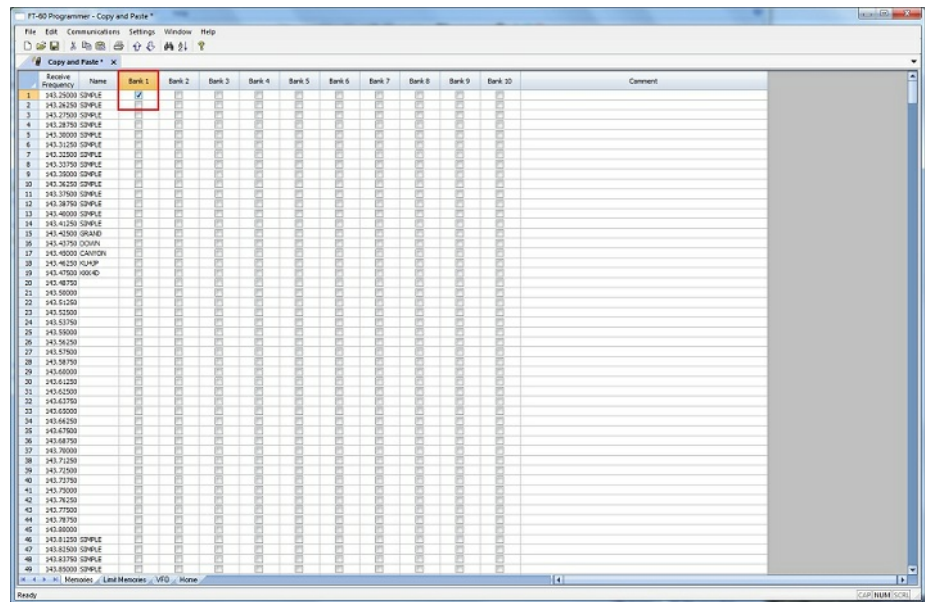 FT-60 Programmer - Copy and Paste *
File Edit Communications Settings Window Help
Copy and Paste * X
Receive Frequency Name Bank 1 Bank 2 Bank 3 Bank 4 Bank 5 Bank 6 Bank 7 Bank 8 Bank 9 Bank 10 Comment
1 143.25000 SIMPLE
2 143.26250 SIMPLE
3 143.27500 SIMPLE
4 143.28750 SIMPLE
5 143.30000 SIMPLE
6 143.31250 SIMPLE
7 143.32500 SIMPLE
8 143.33750 SIMPLE
9 143.35000 SIMPLE
10 143.36250 SIMPLE
11 143.37500 SIMPLE
12 143.38750 SIMPLE
13 143.40000 SIMPLE
14 143.41250 SIMPLE
15 143.42500 GRAND
16 143.43750 DOWN
17 143.45000 CANYON
18 143.46250
19 143.47500
20 143.48750
21 143.50000
22 143.51250
23 143.52500
24 143.53750
25 143.55000
26 143.56250
27 143.57500
28 143.58750
29 143.60000
30 143.61250
31 143.62500
32 143.63750
33 143.65000
34 143.66250
35 143.67500
36 143.68750
37 143.70000
38 143.71250
39 143.72500
40 143.73750
41 143.75000
42 143.76250
43 143.77500
44 143.78750
45 143.80000
46 143.81250 SIMPLE
47 143.82500 SIMPLE
48 143.83750 SIMPLE
49 143.85000 SIMPLE
Memories Limit Memories VFO Home
Ready CAP NUM SCRL